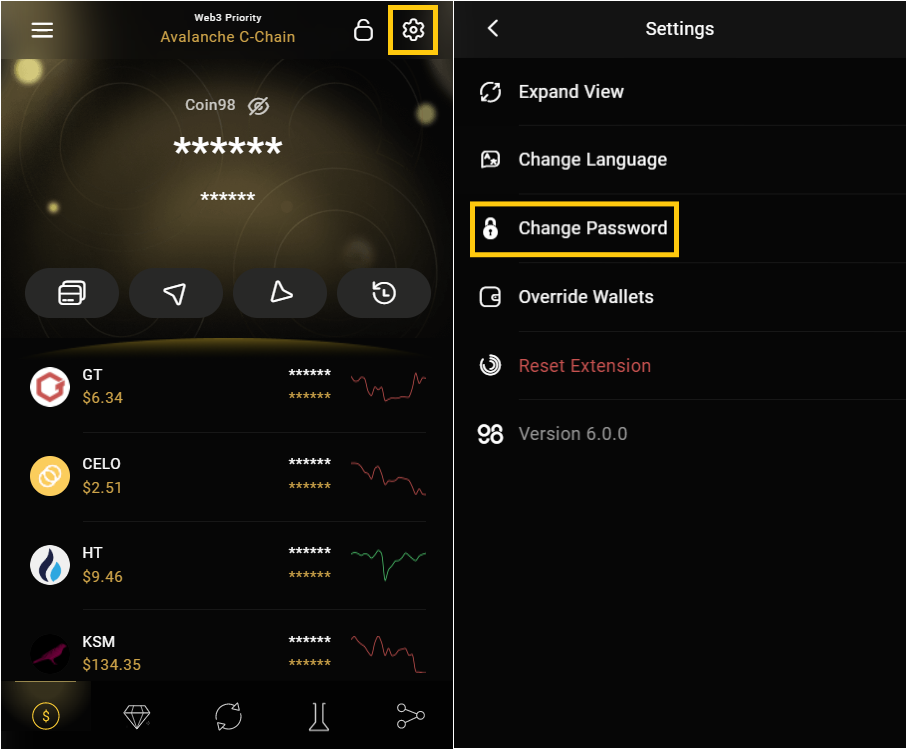 Web3 Priority
Avalanche C-Chain
Coin98
******
******
GT
******
$6.34
******
CELO
******
$2.51
******
HT
******
$9.46
******
KSM
******
$134.35
******
$
Settings
Expand View
Change Language
Change Password
Override Wallets
Reset Extension
98 Version 6.0.0